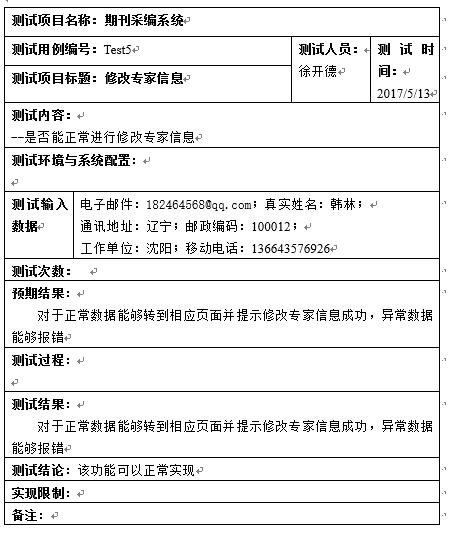 测试项目名称：期刊采编系统
测试用例编号：Test5
测试人员：
徐开德
测 试 时
间：
2017/5/13
测试项目标题：修改专家信息
测试内容：
--是否能正常进行修改专家信息
测试环境与系统配置：
测试输入
数据
电子邮件：182464568@qq.com；真实姓名：韩林；
通讯地址：辽宁；邮政编码：100012；
工作单位：沈阳；移动电话：136643576926
测试次数：
预期结果：
对于正常数据能够转到相应页面并提示修改专家信息成功，异常数据
能够报错
测试过程：
测试结果：
对于正常数据能够转到相应页面并提示修改专家信息成功，异常数据
能够报错
测试结论：该功能可以正常实现
实现限制：
备注：